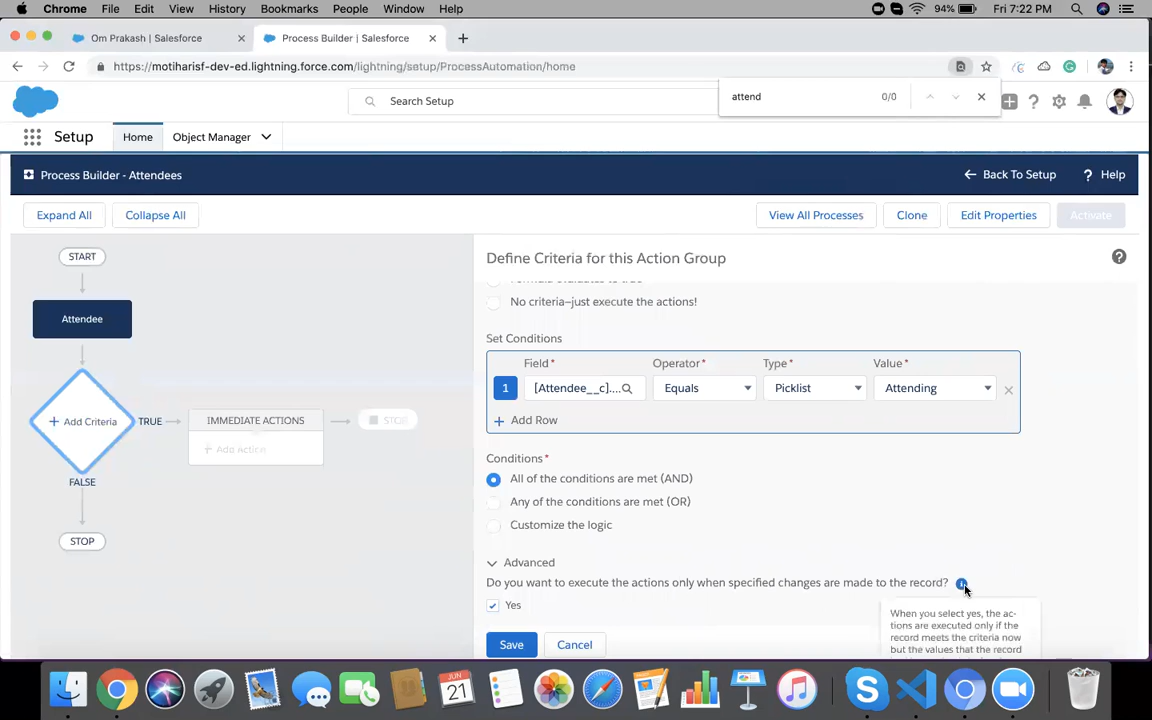 Chrome File Edit View History Bookmarks People Window Help 94% Fri 7:22 PM
Om Prakash | Salesforce Process Builder | Salesforce
https://motiharisf-dev-ed.lightning.force.com/lightning/setup/ProcessAutomation/home
attend 0/0
Search Setup
Setup Home Object Manager
Process Builder - Attendees Back To Setup ? Help
Expand All Collapse All View All Processes Clone Edit Properties Activate
START
Attendee
+ Add Criteria
TRUE
IMMEDIATE ACTIONS
+ Add Action
STOP
FALSE
STOP
Define Criteria for this Action Group
Formula evaluates to true
No criteria—just execute the actions!
Set Conditions
Field* Operator* Type* Value*
1 [Attendee__c].... Equals Picklist Attending
+ Add Row
Conditions*
All of the conditions are met (AND)
Any of the conditions are met (OR)
Customize the logic
Advanced
Do you want to execute the actions only when specified changes are made to the record?
Yes
When you select yes, the ac-
tions are executed only if the
record meets the criteria now
but the values that the record
Save Cancel
JUN
21